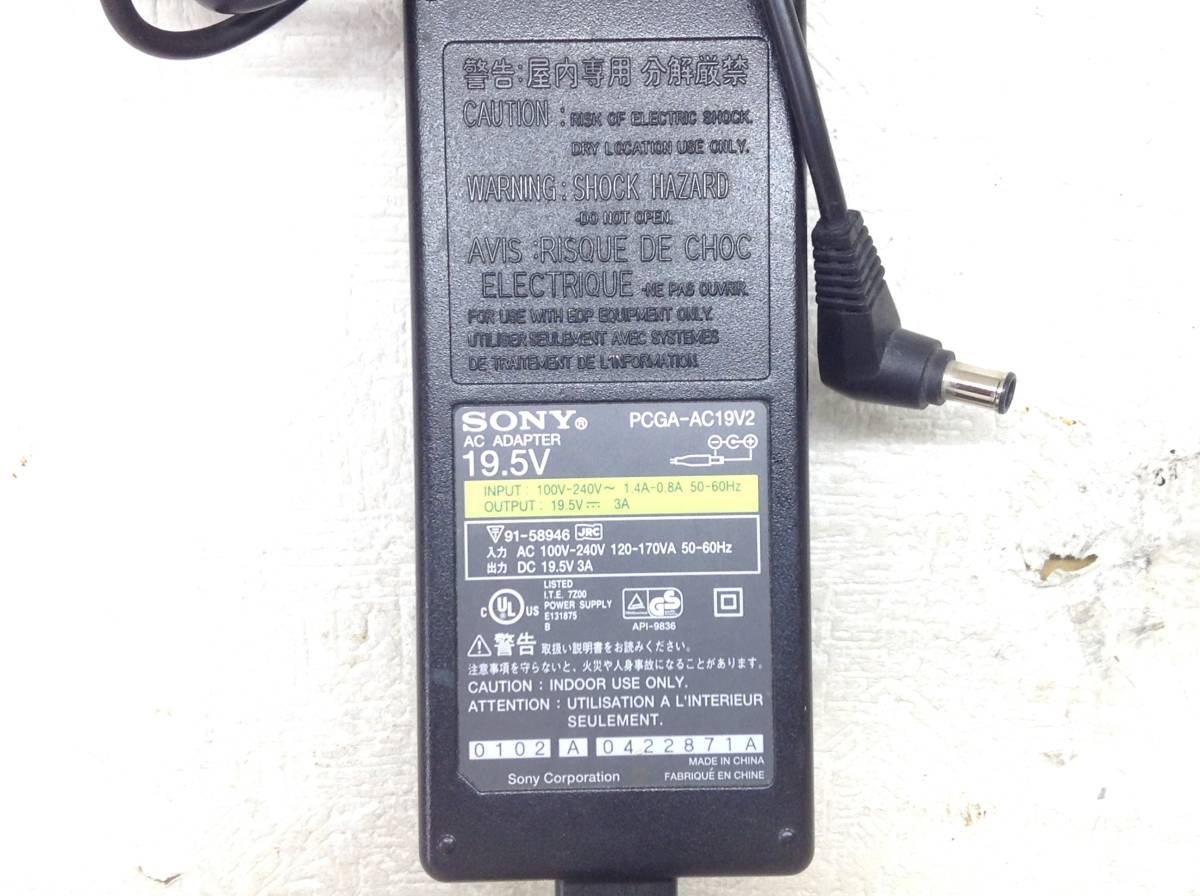 警告:屋内専用 分解厳禁
CAUTION : RISK OF ELECTRIC SHOCK.
DRY LOCATION USE ONLY.
WARNING: SHOCK HAZARD
-DO NOT OPEN.
AVIS :RISQUE DE CHOC
ELECTRIQUE -NE PAS OUVRIR.
FOR USE WITH EDP EQUIPMENT ONLY.
UTILISER SEULEMENT AVEC SYSTEMES
DE TRAITEMENT DE L'INFORMATION.
SONY® PCGA-AC19V2
AC ADAPTER
19.5V
INPUT : 100V-240V~ 1.4A-0.8A 50-60Hz
OUTPUT : 19.5V⎓ 3A
91-58946 JRC
入力 AC 100V-240V 120-170VA 50-60Hz
出力 DC 19.5V 3A
LISTED
I.T.E. 7Z00
c UL US POWER SUPPLY
E131875
B
GS
API-9836
警告 取扱い説明書をお読みください。
注意事項を守らないと、火災や人身事故になることがあります。
CAUTION : INDOOR USE ONLY.
ATTENTION : UTILISATION A L'INTERIEUR
SEULEMENT.
0102 A 0422871A
MADE IN CHINA
Sony Corporation FABRIQUÉ EN CHINE